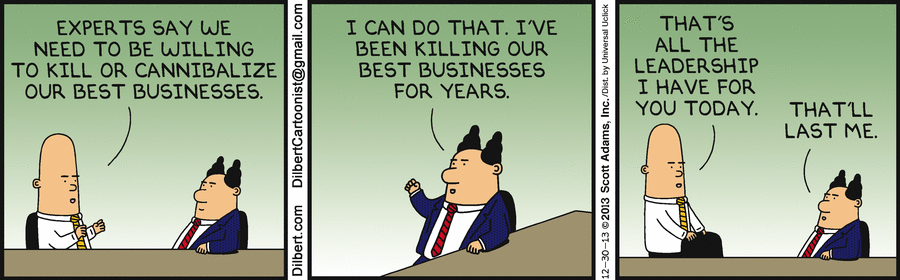 EXPERTS SAY WE
NEED TO BE WILLING
TO KILL OR CANNIBALIZE
OUR BEST BUSINESSES.
Dilbert.com DilbertCartoonist@gmail.com
I CAN DO THAT. I'VE
BEEN KILLING OUR
BEST BUSINESSES
FOR YEARS.
12-30-13 © 2013 Scott Adams, Inc. /Dist. by Universal Uclick
THAT'S
ALL THE
LEADERSHIP
I HAVE FOR
YOU TODAY.
THAT'LL
LAST ME.